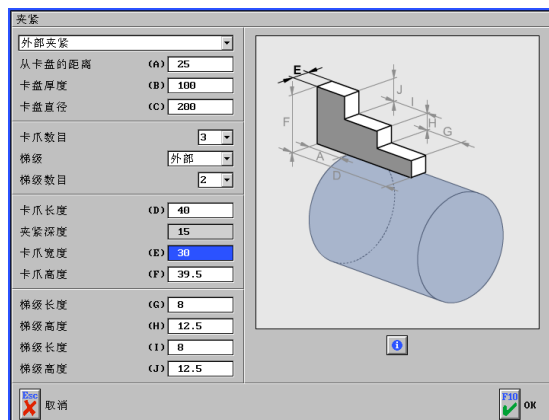 夹紧
外部夹紧
从卡盘的距离 (A) 25
卡盘厚度 (B) 100
卡盘直径 (C) 200
卡爪数目 3
梯级 外部
梯级数目 2
卡爪长度 (D) 40
夹紧深度 15
卡爪宽度 (E) 30
卡爪高度 (F) 39.5
梯级长度 (G) 8
梯级高度 (H) 12.5
梯级长度 (I) 8
梯级高度 (J) 12.5
E
J
I
F
H
G
A
D
i
Esc 取消
F10 OK